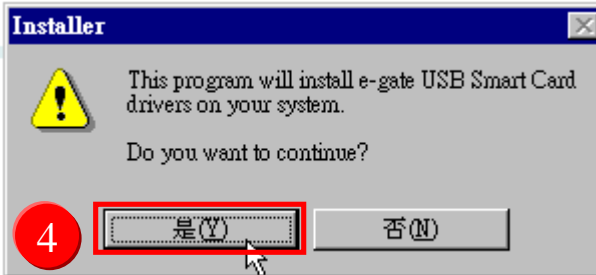 Installer
This program will install e-gate USB Smart Card
drivers on your system.
Do you want to continue?
4
是(Y)
否(N)